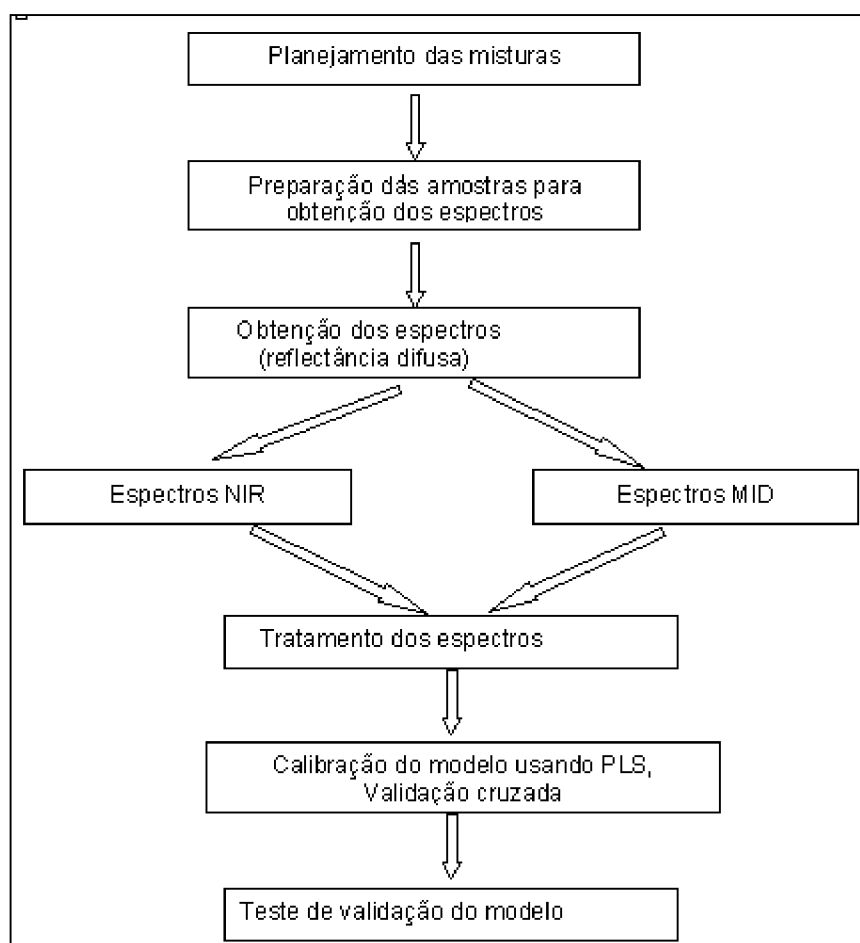 Planejamento das misturas
Preparação das amostras para
obtenção dos espectros
Obtenção dos espectros
(reflectância difusa)
Espectros NIR
Espectros MID
Tratamento dos espectros
Calibração do modelo usando PLS,
Validação cruzada
Teste de validação do modelo